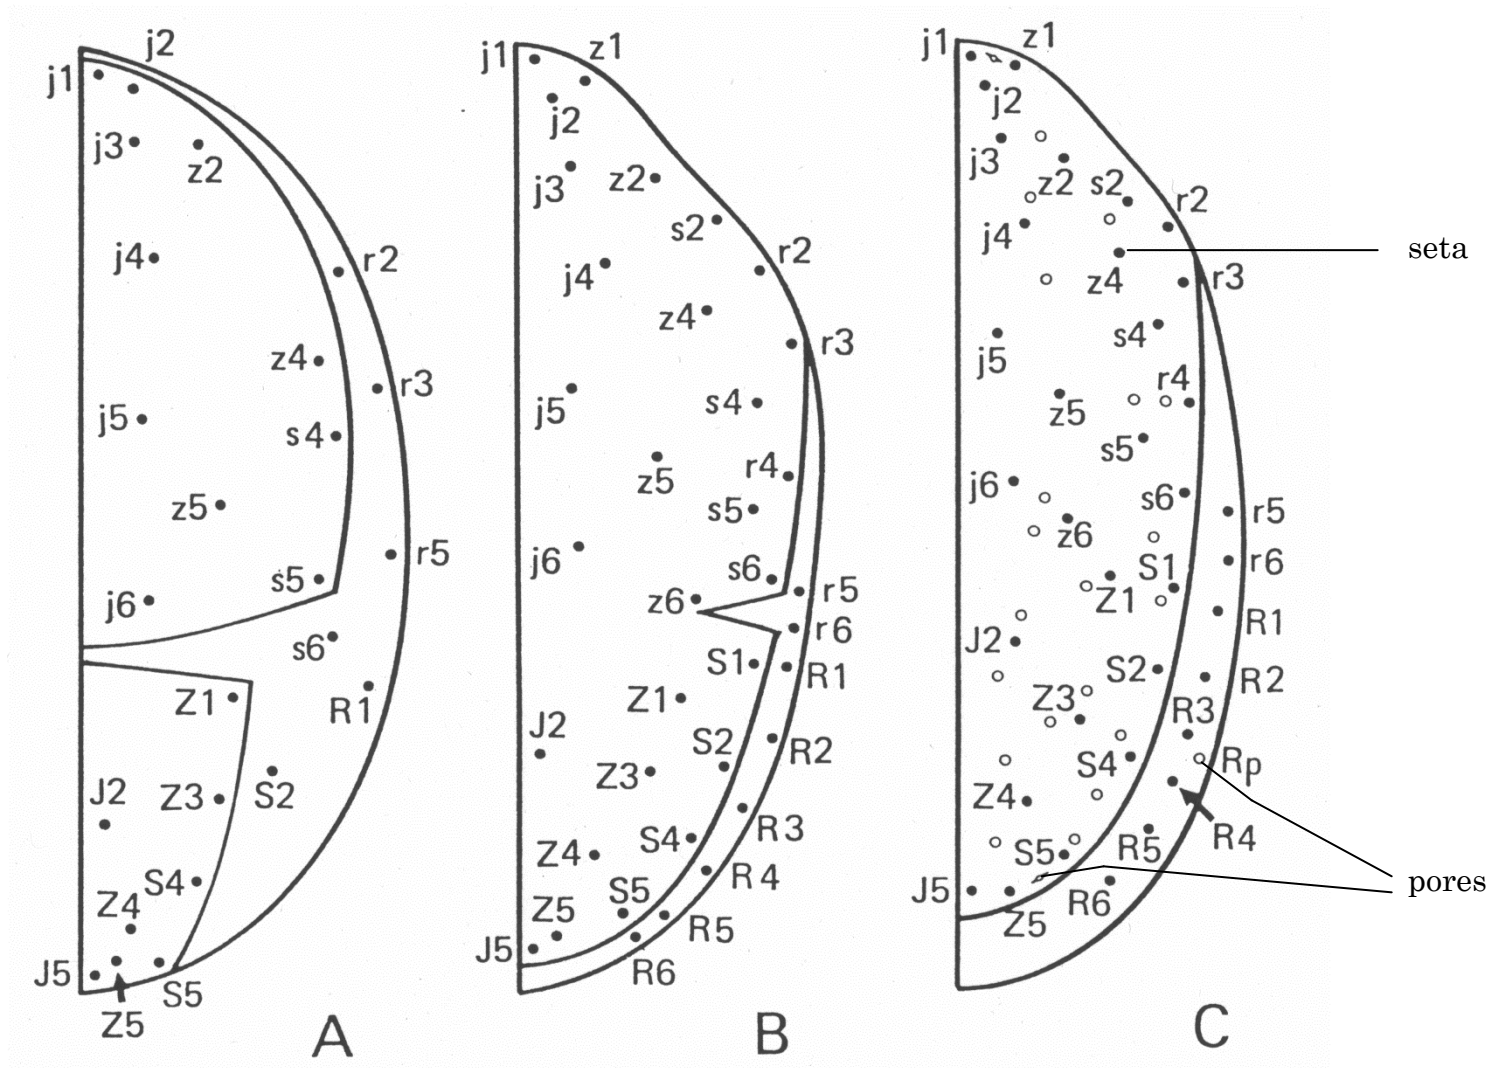 j2
j1
j3
z2
j4
r2
z4
r3
j5
s4
z5
r5
s5
j6
s6
Z1
R1
J2
Z3
S2
S4
Z4
J5
S5
Z5
A
j1
z1
j2
j3
z2
s2
r2
j4
z4
r3
j5
s4
z5
r4
s5
j6
s6
z6
r5
r6
S1
R1
Z1
J2
S2
R2
Z3
R3
S4
Z4
R4
S5
Z5
R5
J5
R6
B
j1
z1
j2
j3
z2
s2
r2
j4
seta
z4
r3
s4
j5
r4
z5
s5
j6
s6
r5
z6
r6
S1
Z1
R1
J2
S2
R2
Z3
R3
S4
Rp
Z4
R4
S5
R5
pores
J5
Z5
R6
C